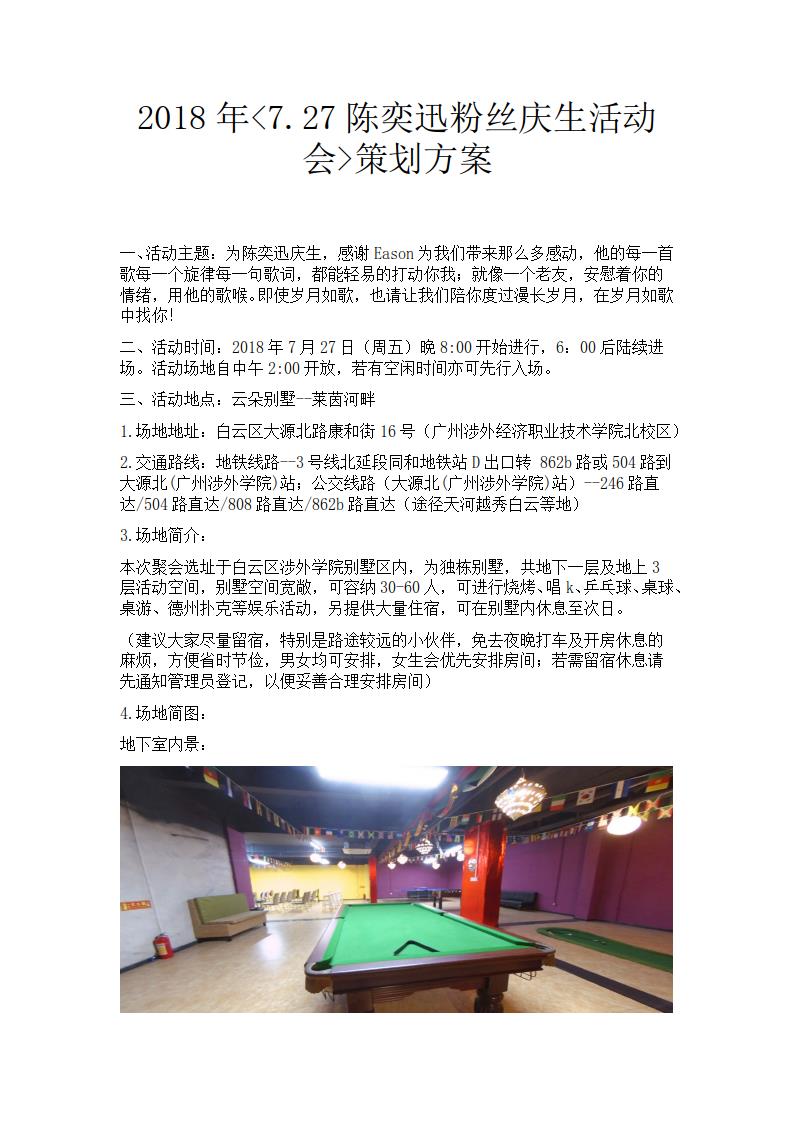 2018 年<7.27 陈奕迅粉丝庆生活动
会>策划方案
一、活动主题：为陈奕迅庆生，感谢 Eason 为我们带来那么多感动，他的每一首
歌每一个旋律每一句歌词，都能轻易的打动你我；就像一个老友，安慰着你的
情绪，用他的歌喉。即使岁月如歌，也请让我们陪你度过漫长岁月，在岁月如歌
中找你!
二、活动时间：2018 年 7 月 27 日（周五）晚 8:00 开始进行，6：00 后陆续进
场。活动场地自中午 2:00 开放，若有空闲时间亦可先行入场。
三、活动地点：云朵别墅--莱茵河畔
1.场地地址：白云区大源北路康和街 16 号（广州涉外经济职业技术学院北校区）
2.交通路线：地铁线路--3 号线北延段同和地铁站 D 出口转 862b 路或 504 路到
大源北(广州涉外学院)站；公交线路（大源北(广州涉外学院)站）--246 路直
达/504 路直达/808 路直达/862b 路直达（途径天河越秀白云等地）
3.场地简介：
本次聚会选址于白云区涉外学院别墅区内，为独栋别墅，共地下一层及地上 3
层活动空间，别墅空间宽敞，可容纳 30-60 人，可进行烧烤、唱 k、乒乓球、桌球、
桌游、德州扑克等娱乐活动，另提供大量住宿，可在别墅内休息至次日。
（建议大家尽量留宿，特别是路途较远的小伙伴，免去夜晚打车及开房休息的
麻烦，方便省时节俭，男女均可安排，女生会优先安排房间；若需留宿休息请
先通知管理员登记，以便妥善合理安排房间）
4.场地简图：
地下室内景：